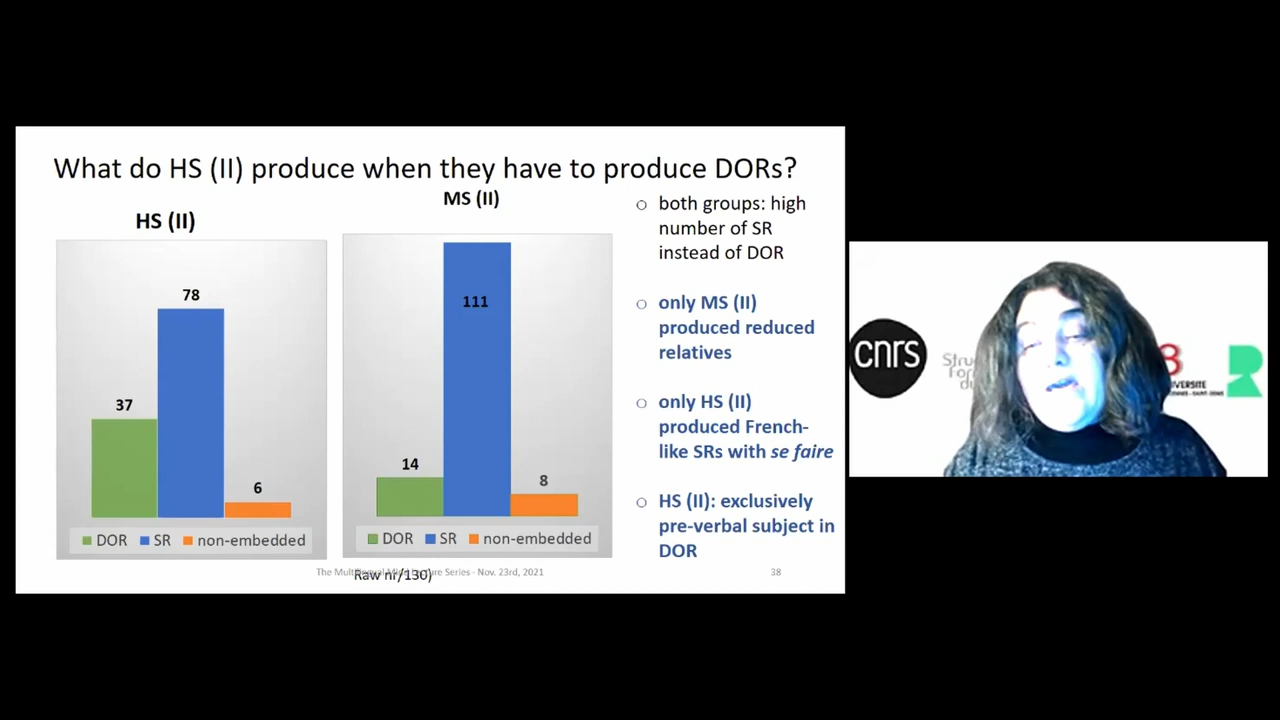 What do HS (II) produce when they have to produce DORs?
HS (II)
78
37
6
DOR SR non-embedded
MS (II)
111
14
8
DOR SR non-embedded
Raw nr/130)
○ both groups: high
number of SR
instead of DOR
○ only MS (II)
produced reduced
relatives
○ only HS (II)
produced French-
like SRs with se faire
○ HS (II): exclusively
pre-verbal subject in
DOR
Series - Nov. 23rd, 2021
38
cnrs
8